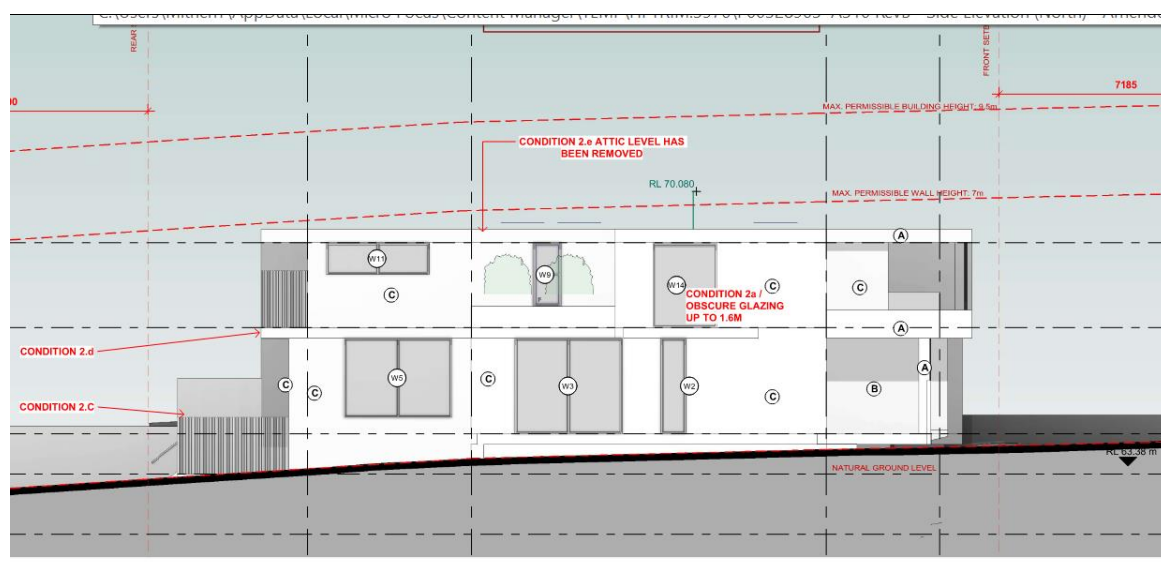 REAR
FRONT SETB
00
7185
MAX. PERMISSIBLE BUILDING HEIGHT: 9.5m
CONDITION 2.e ATTIC LEVEL HAS
BEEN REMOVED
RL 70.080
MAX. PERMISSIBLE WALL HEIGHT: 7m
A
W11
W9
W14
C
C
C
CONDITION 2a /
OBSCURE GLAZING
UP TO 1.6M
A
CONDITION 2.d
C
C
W5
C
W3
W2
C
B
A
CONDITION 2.C
RL 63.38 m
NATURAL GROUND LEVEL